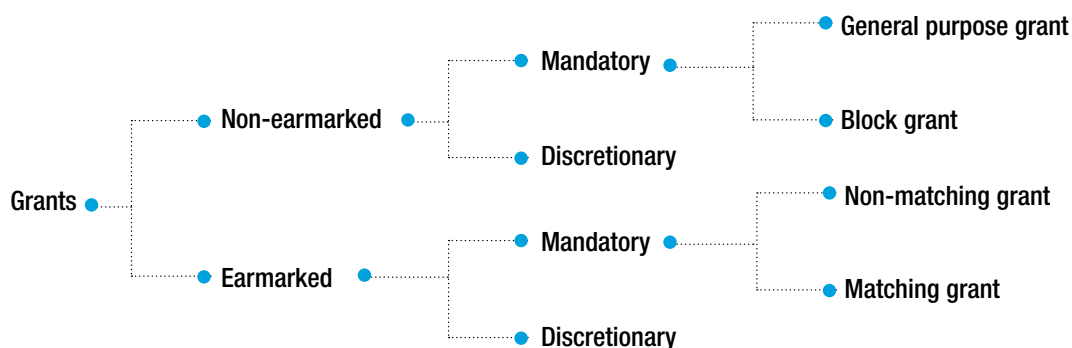 General purpose grant
Mandatory
Non-earmarked
Block grant
Discretionary
Grants
Non-matching grant
Mandatory
Earmarked
Matching grant
Discretionary